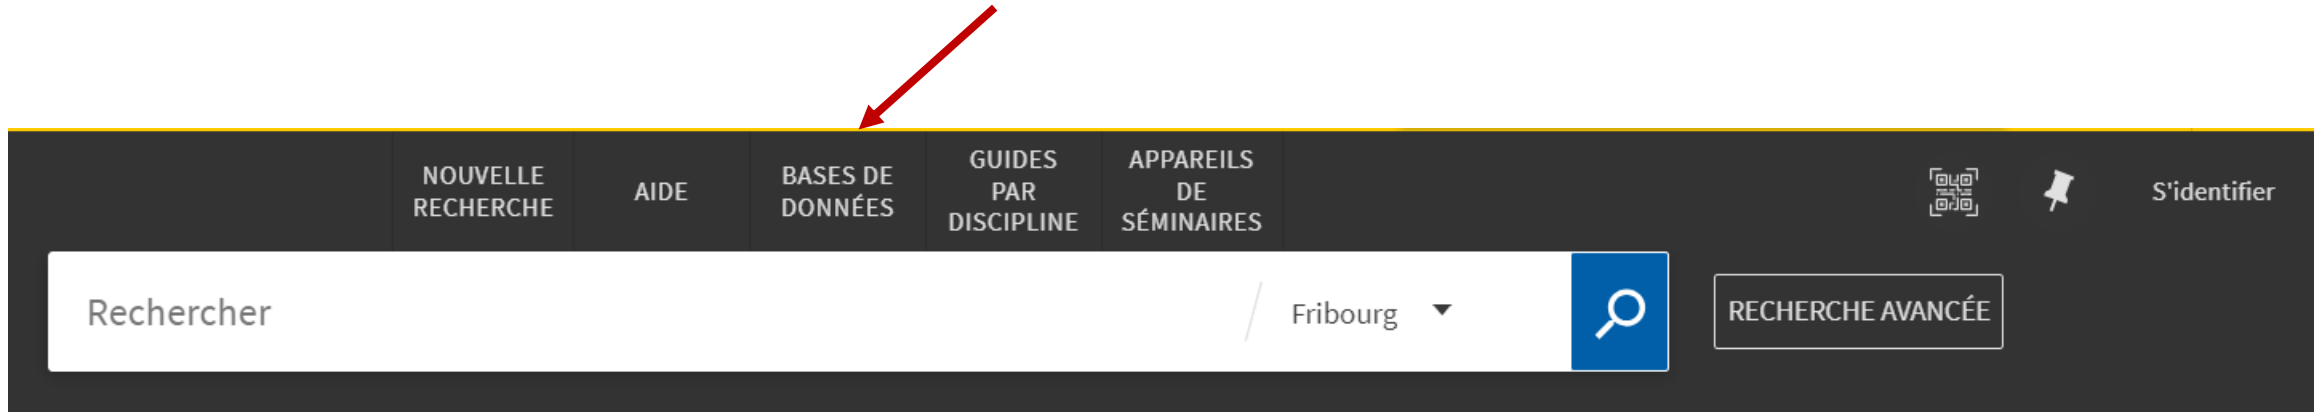 NOUVELLE
RECHERCHE
AIDE
BASES DE
DONNÉES
GUIDES
PAR
DISCIPLINE
APPAREILS
DE
SÉMINAIRES
S'identifier
Rechercher
Fribourg
RECHERCHE AVANCÉE